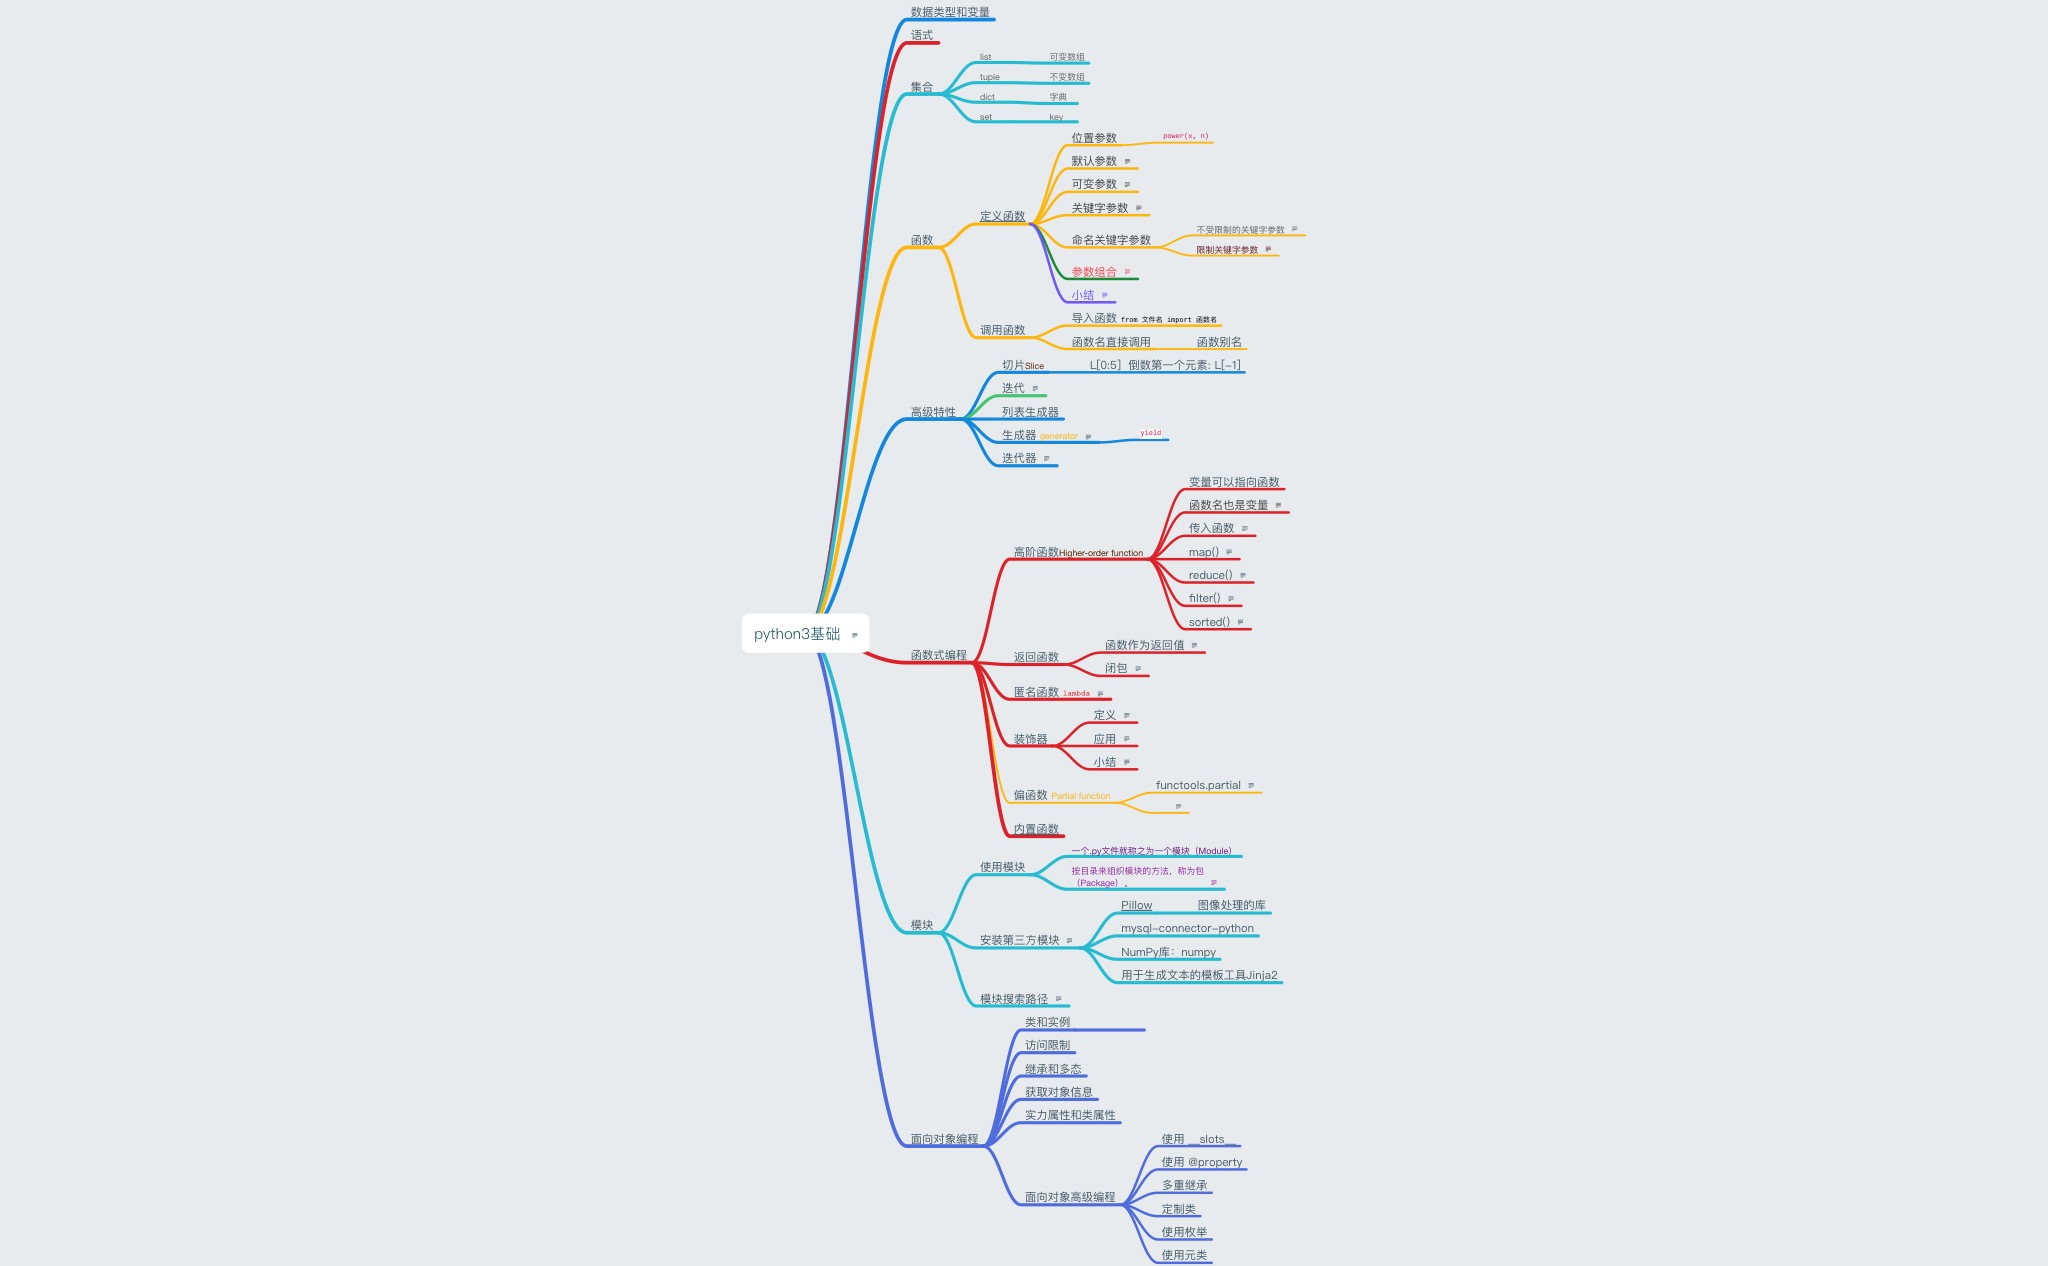 数据类型和变量
语式
集合
list 可变数组
tuple 不变数组
dict 字典
set key
函数
定义函数
位置参数 power(x, n)
默认参数
可变参数
关键字参数
命名关键字参数
不受限制的关键字参数
限制关键字参数
参数组合
小结
调用函数
导入函数 from 文件名 import 函数名
函数名直接调用 函数别名
高级特性
切片Slice L[0:5] 倒数第一个元素: L[-1]
迭代
列表生成器
生成器 generator yield
迭代器
python3基础
函数式编程
高阶函数Higher-order function
变量可以指向函数
函数名也是变量
传入函数
map()
reduce()
filter()
sorted()
返回函数
函数作为返回值
闭包
匿名函数 lambda
装饰器
定义
应用
小结
偏函数 Partial function
functools.partial
内置函数
模块
使用模块
一个.py文件就称之为一个模块（Module）
按目录来组织模块的方法，称为包
（Package）。
安装第三方模块
Pillow 图像处理的库
mysql-connector-python
NumPy库：numpy
用于生成文本的模板工具Jinja2
模块搜索路径
面向对象编程
类和实例
访问限制
继承和多态
获取对象信息
实力属性和类属性
面向对象高级编程
使用 __slots__
使用 @property
多重继承
定制类
使用枚举
使用元类